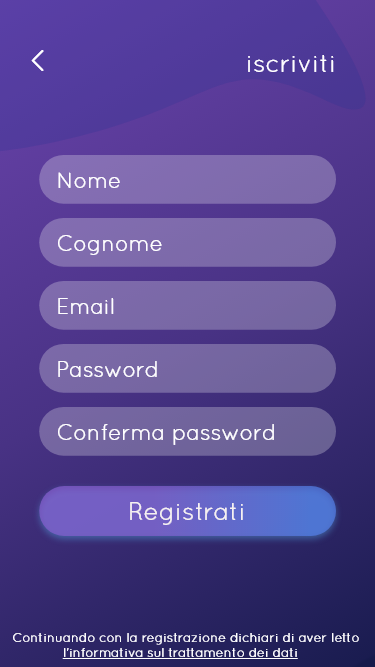 iscriviti
Nome
Cognome
Email
Password
Conferma password
Registrati
Continuando con la registrazione dichiari di aver letto
l'informativa sul trattamento dei dati